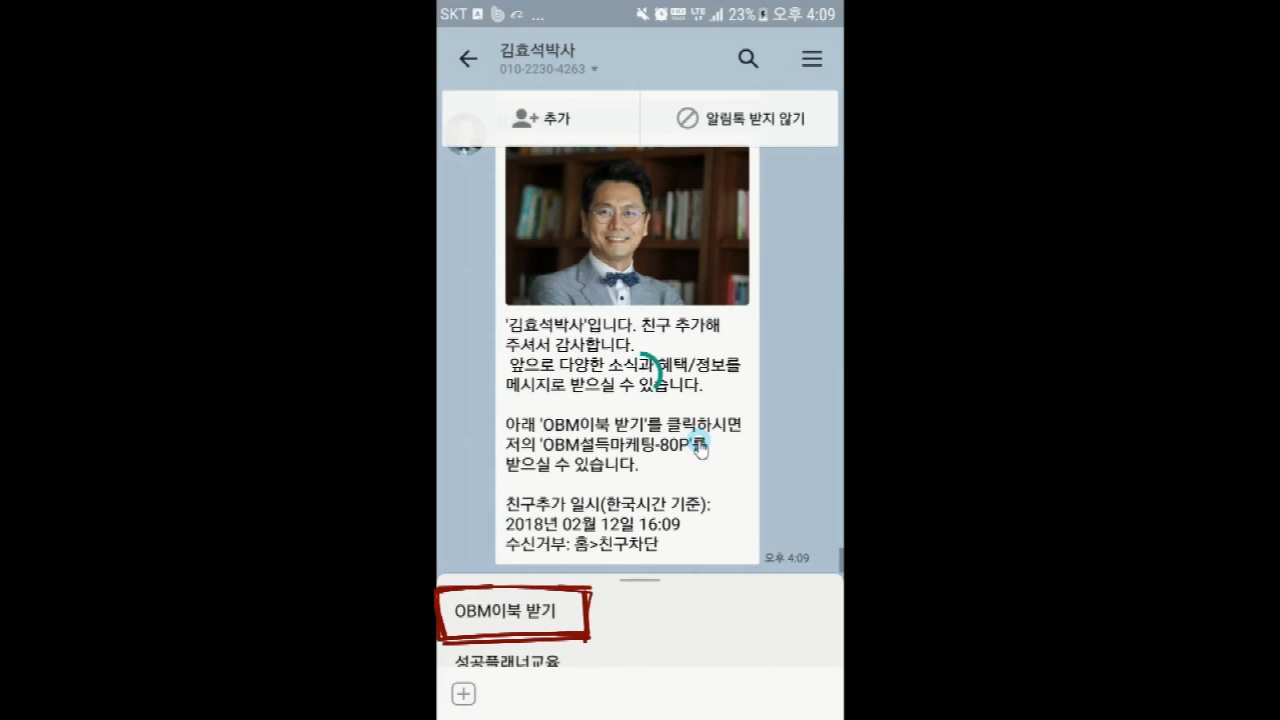 SKT ... HD LTE 23% 오후 4:09
김효석박사
010-2230-4263
추가
알림톡 받지 않기
'김효석박사'입니다. 친구 추가해
주셔서 감사합니다.
앞으로 다양한 소식과 혜택/정보를
메시지로 받으실 수 있습니다.
아래 'OBM이북 받기'를 클릭하시면
저의 'OBM설득마케팅-80P'를
받으실 수 있습니다.
친구추가 일시(한국시간 기준):
2018년 02월 12일 16:09
수신거부: 홈>친구차단
오후 4:09
OBM이북 받기
성공플래너교육